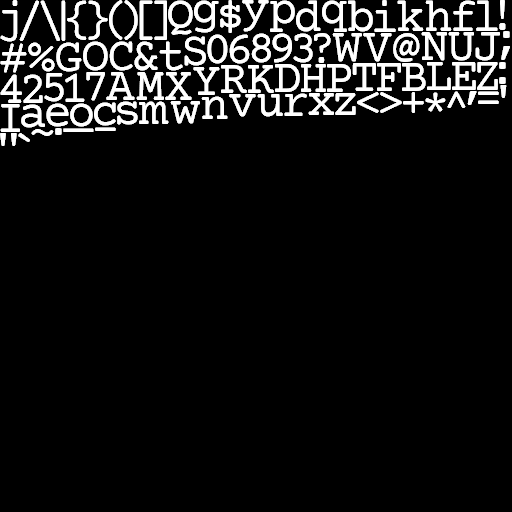 j/\|{}()[]Qg$ypdqbikhfl!
#%GOC&tS06893?WV@NUJ;
42517AMXYRKDHPTFBLEZ:
Iaeocsmwnvurxz<>+*^'=
"`~.—-